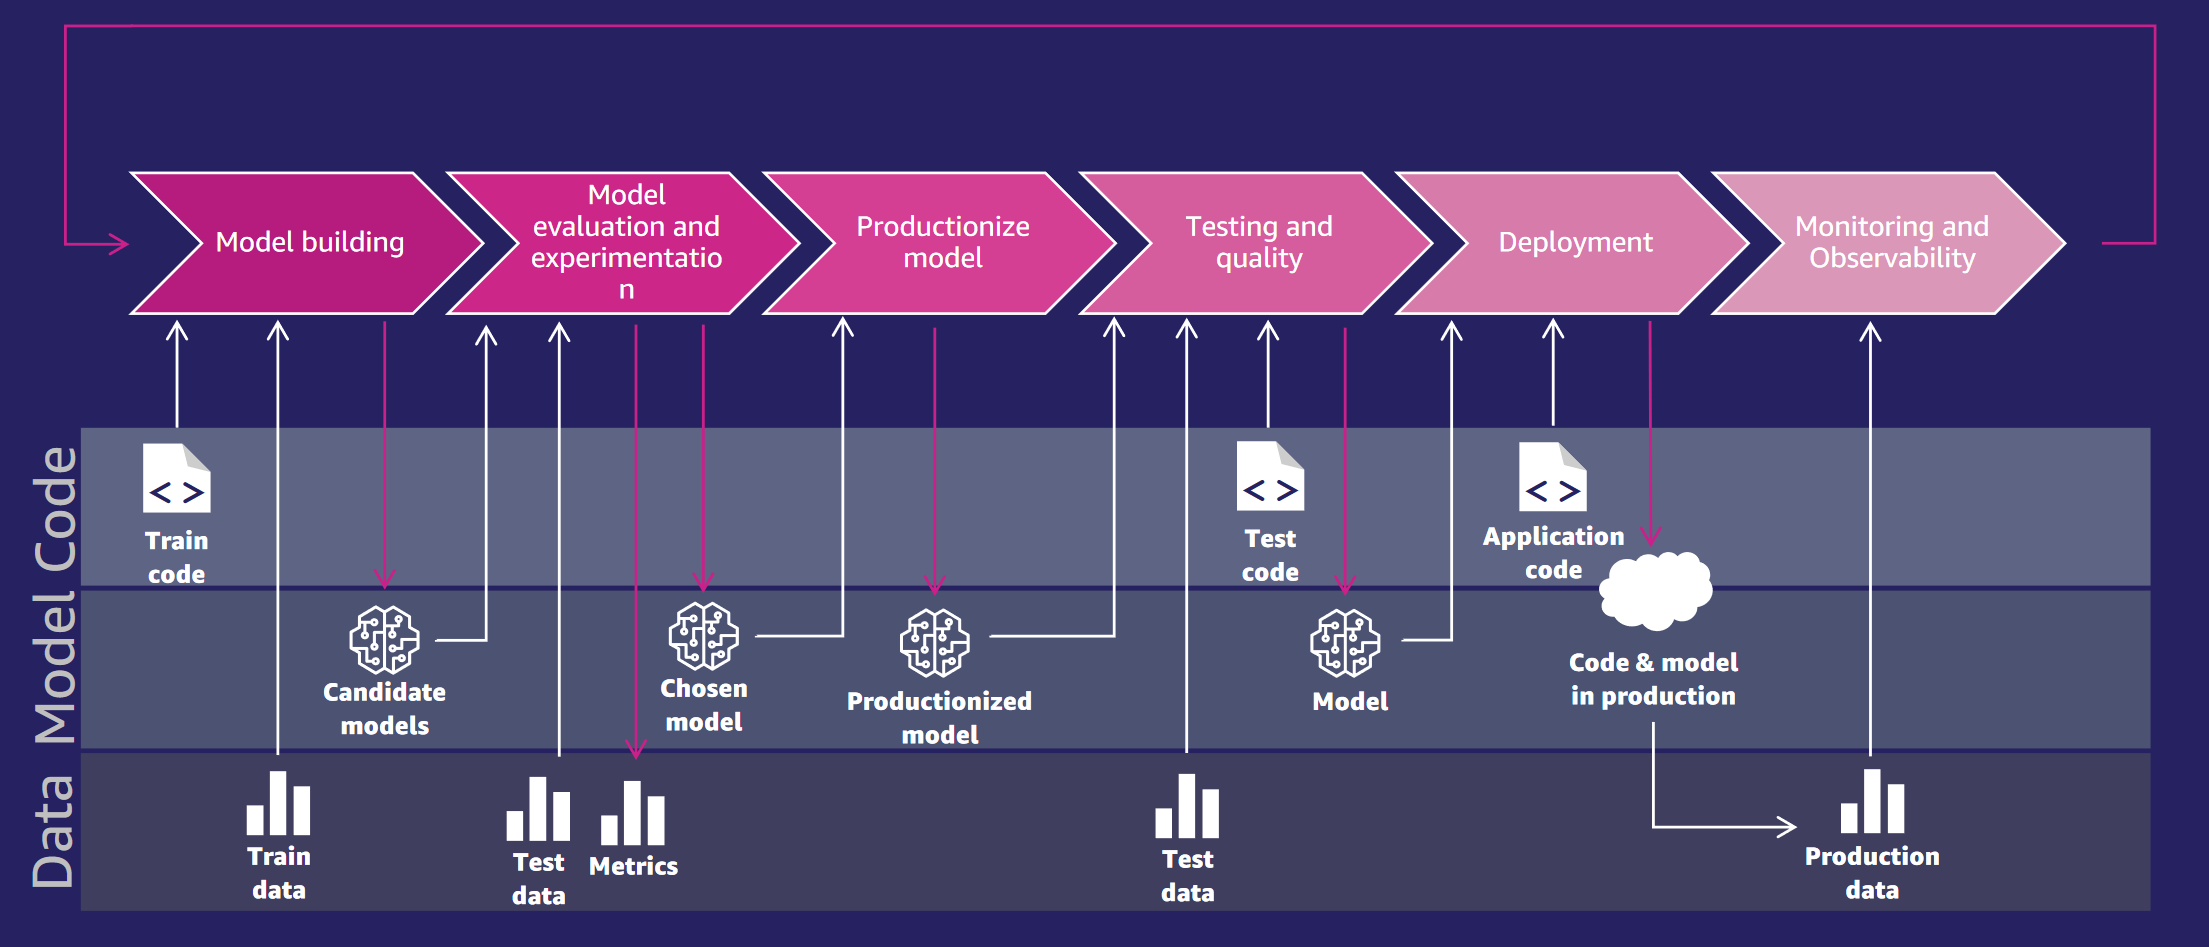 Model building
Model
evaluation and
experimentatio
n
Productionize
model
Testing and
quality
Deployment
Monitoring and
Observability
Code
< >
Train
code
< >
Test
code
< >
Application
code
Model
Candidate
models
Chosen
model
Productionized
model
Model
Code & model
in production
Data
Train
data
Test
data
Metrics
Test
data
Production
data